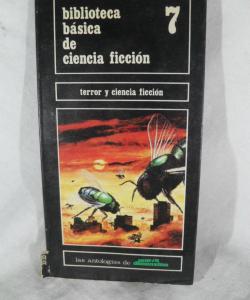 biblioteca
básica
de
ciencia ficción
7
terror y ciencia ficción
las antologías de